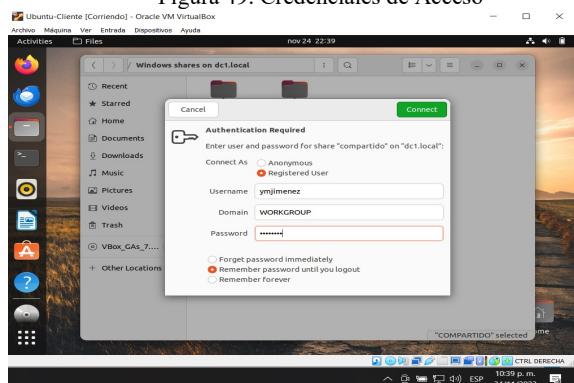 Figura 49. Credenciales de Acceso
Ubuntu-Cliente [Corriendo] - Oracle VM VirtualBox
Archivo Máquina Ver Entrada Dispositivos Ayuda
Activities Files nov 24 22:39
Windows shares on dc1.local
Recent
Starred
Home
Documents
Downloads
Music
Pictures
Videos
Trash
VBox_GAs_7....
+ Other Locations
Cancel Connect
Authentication Required
Enter user and password for share "compartido" on "dc1.local":
Connect As Anonymous
Registered User
Username ymjimenez
Domain WORKGROUP
Password ••••••••
Forget password immediately
Remember password until you logout
Remember forever
"COMPARTIDO" selected
CTRL DERECHA
ESP 10:39 p. m.